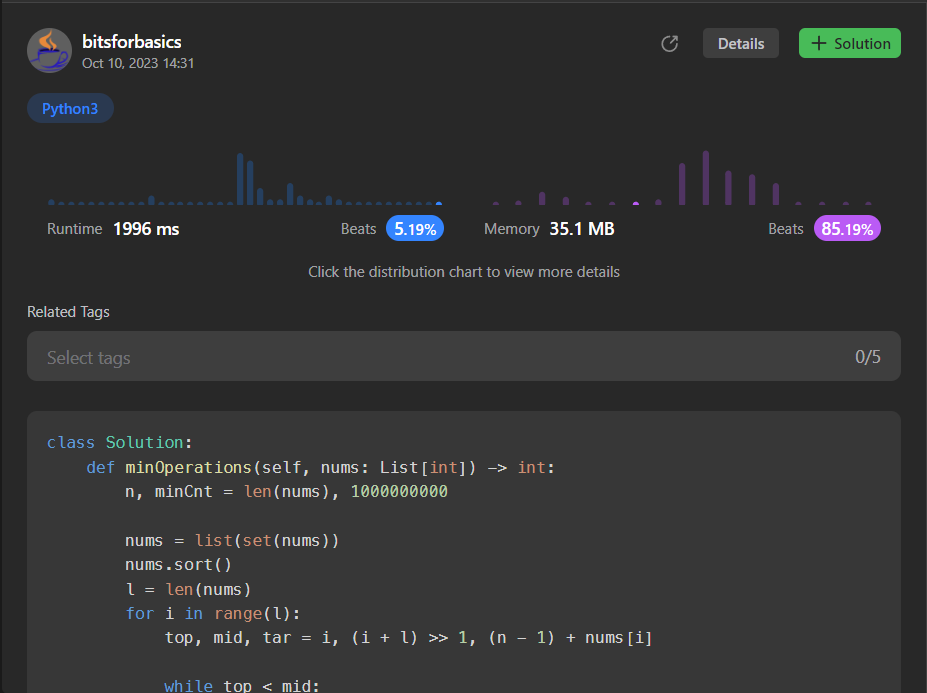 bitsforbasics
Oct 10, 2023 14:31
Details
+ Solution
Python3
Runtime 1996 ms Beats 5.19% Memory 35.1 MB Beats 85.19%
Click the distribution chart to view more details
Related Tags
Select tags 0/5
class Solution:
    def minOperations(self, nums: List[int]) -> int:
        n, minCnt = len(nums), 1000000000

        nums = list(set(nums))
        nums.sort()
        l = len(nums)
        for i in range(l):
            top, mid, tar = i, (i + l) >> 1, (n - 1) + nums[i]

            while top < mid: